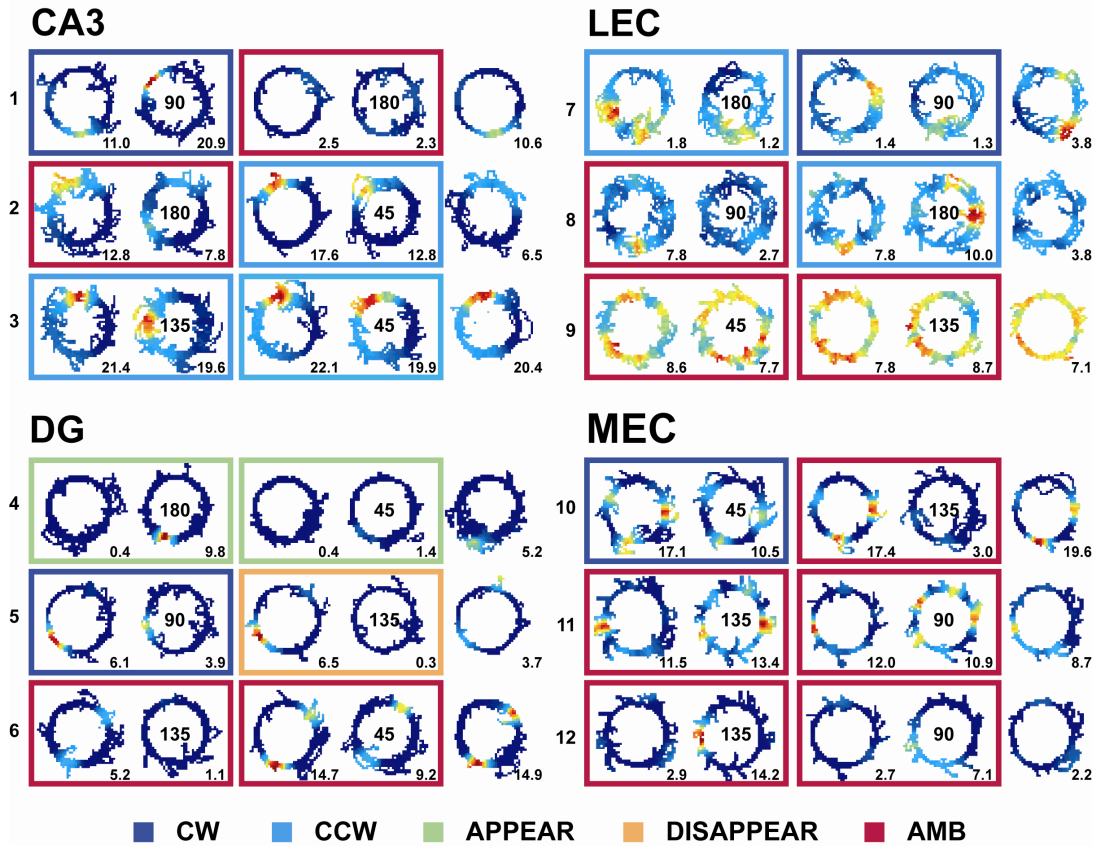 CA3 LEC
1 90 11.0 20.9 180 2.5 2.3 10.6
7 180 1.8 1.2 90 1.4 1.3 3.8
2 180 12.8 7.8 45 17.6 12.8 6.5
8 90 7.8 2.7 180 7.8 10.0 3.8
3 135 21.4 19.6 45 22.1 19.9 20.4
9 45 8.6 7.7 135 7.8 8.7 7.1
DG MEC
4 180 0.4 9.8 45 0.4 1.4 5.2
10 45 17.1 10.5 135 17.4 3.0 19.6
5 90 6.1 3.9 135 6.5 0.3 3.7
11 135 11.5 13.4 90 12.0 10.9 8.7
6 135 5.2 1.1 45 14.7 9.2 14.9
12 135 2.9 14.2 90 2.7 7.1 2.2
CW CCW APPEAR DISAPPEAR AMB